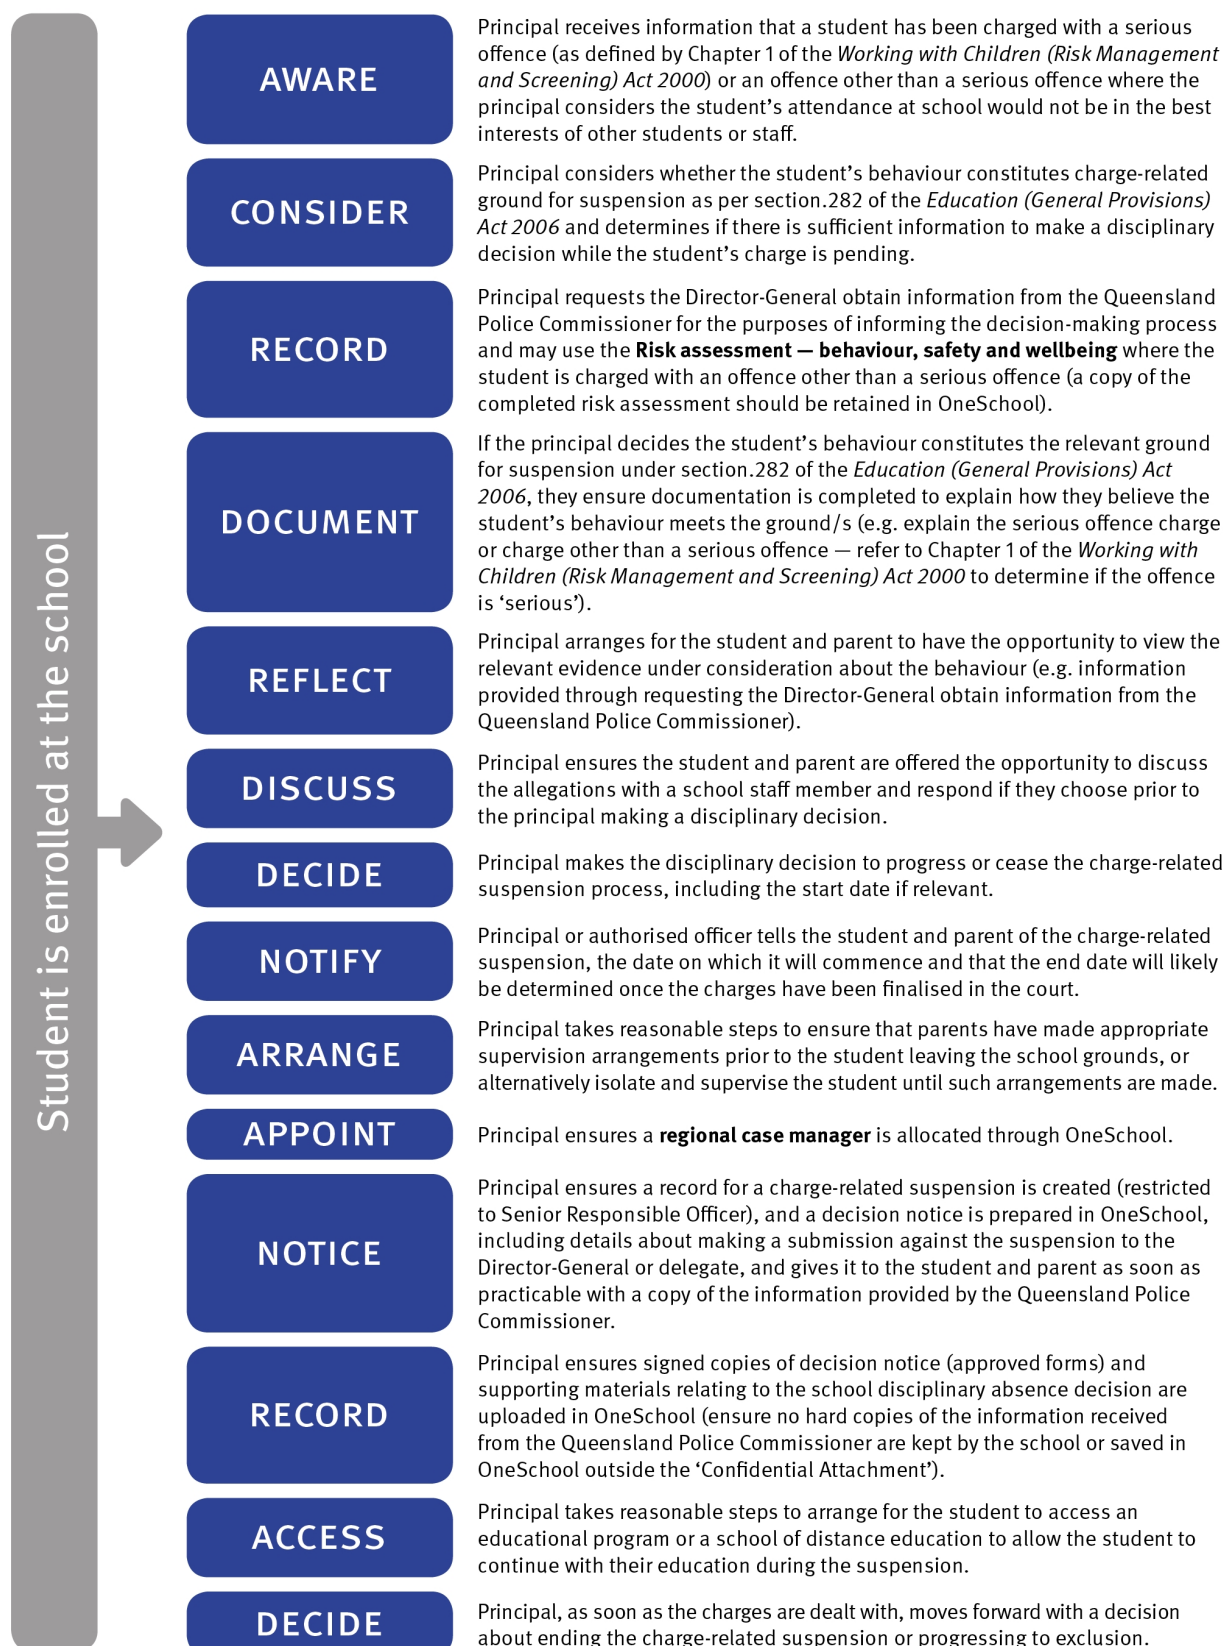 Student is enrolled at the school
AWARE
Principal receives information that a student has been charged with a serious
offence (as defined by Chapter 1 of the Working with Children (Risk Management
and Screening) Act 2000) or an offence other than a serious offence where the
principal considers the student’s attendance at school would not be in the best
interests of other students or staff.
CONSIDER
Principal considers whether the student’s behaviour constitutes charge-related
ground for suspension as per section.282 of the Education (General Provisions)
Act 2006 and determines if there is sufficient information to make a disciplinary
decision while the student’s charge is pending.
RECORD
Principal requests the Director-General obtain information from the Queensland
Police Commissioner for the purposes of informing the decision-making process
and may use the Risk assessment — behaviour, safety and wellbeing where the
student is charged with an offence other than a serious offence (a copy of the
completed risk assessment should be retained in OneSchool).
DOCUMENT
If the principal decides the student’s behaviour constitutes the relevant ground
for suspension under section.282 of the Education (General Provisions) Act
2006, they ensure documentation is completed to explain how they believe the
student’s behaviour meets the ground/s (e.g. explain the serious offence charge
or charge other than a serious offence — refer to Chapter 1 of the Working with
Children (Risk Management and Screening) Act 2000 to determine if the offence
is ‘serious’).
REFLECT
Principal arranges for the student and parent to have the opportunity to view the
relevant evidence under consideration about the behaviour (e.g. information
provided through requesting the Director-General obtain information from the
Queensland Police Commissioner).
DISCUSS
Principal ensures the student and parent are offered the opportunity to discuss
the allegations with a school staff member and respond if they choose prior to
the principal making a disciplinary decision.
DECIDE
Principal makes the disciplinary decision to progress or cease the charge-related
suspension process, including the start date if relevant.
NOTIFY
Principal or authorised officer tells the student and parent of the charge-related
suspension, the date on which it will commence and that the end date will likely
be determined once the charges have been finalised in the court.
ARRANGE
Principal takes reasonable steps to ensure that parents have made appropriate
supervision arrangements prior to the student leaving the school grounds, or
alternatively isolate and supervise the student until such arrangements are made.
APPOINT
Principal ensures a regional case manager is allocated through OneSchool.
NOTICE
Principal ensures a record for a charge-related suspension is created (restricted
to Senior Responsible Officer), and a decision notice is prepared in OneSchool,
including details about making a submission against the suspension to the
Director-General or delegate, and gives it to the student and parent as soon as
practicable with a copy of the information provided by the Queensland Police
Commissioner.
RECORD
Principal ensures signed copies of decision notice (approved forms) and
supporting materials relating to the school disciplinary absence decision are
uploaded in OneSchool (ensure no hard copies of the information received
from the Queensland Police Commissioner are kept by the school or saved in
OneSchool outside the ‘Confidential Attachment’).
ACCESS
Principal takes reasonable steps to arrange for the student to access an
educational program or a school of distance education to allow the student to
continue with their education during the suspension.
DECIDE
Principal, as soon as the charges are dealt with, moves forward with a decision
about ending the charge-related suspension or progressing to exclusion.